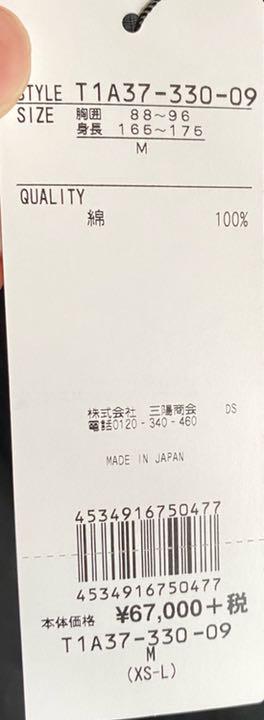 STYLE T1A37-330-09
SIZE 胸囲 88~96
身長 165~175
M
QUALITY
綿 100%
株式会社 三陽商会 DS
電話0120-340-460
MADE IN JAPAN
4534916750477
4534916750477
本体価格 ¥67,000+税
T1A37-330-09
M
(XS-L)